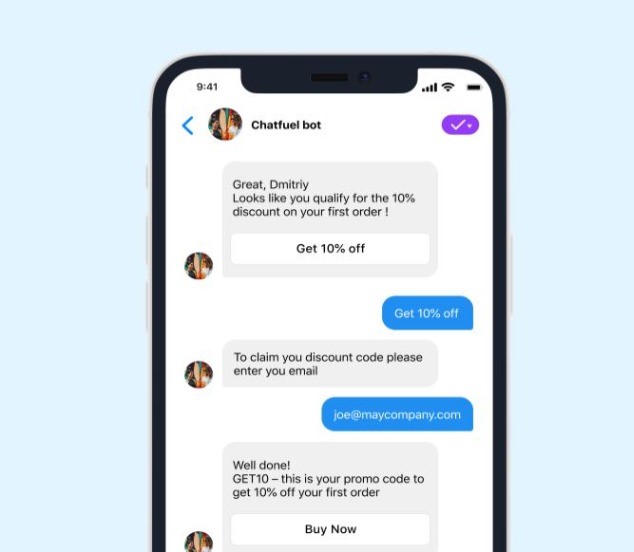 9:41
Chatfuel bot
Great, Dmitriy
Looks like you qualify for the 10%
discount on your first order !
Get 10% off
Get 10% off
To claim you discount code please
enter you email
joe@maycompany.com
Well done!
GET10 – this is your promo code to
get 10% off your first order
Buy Now